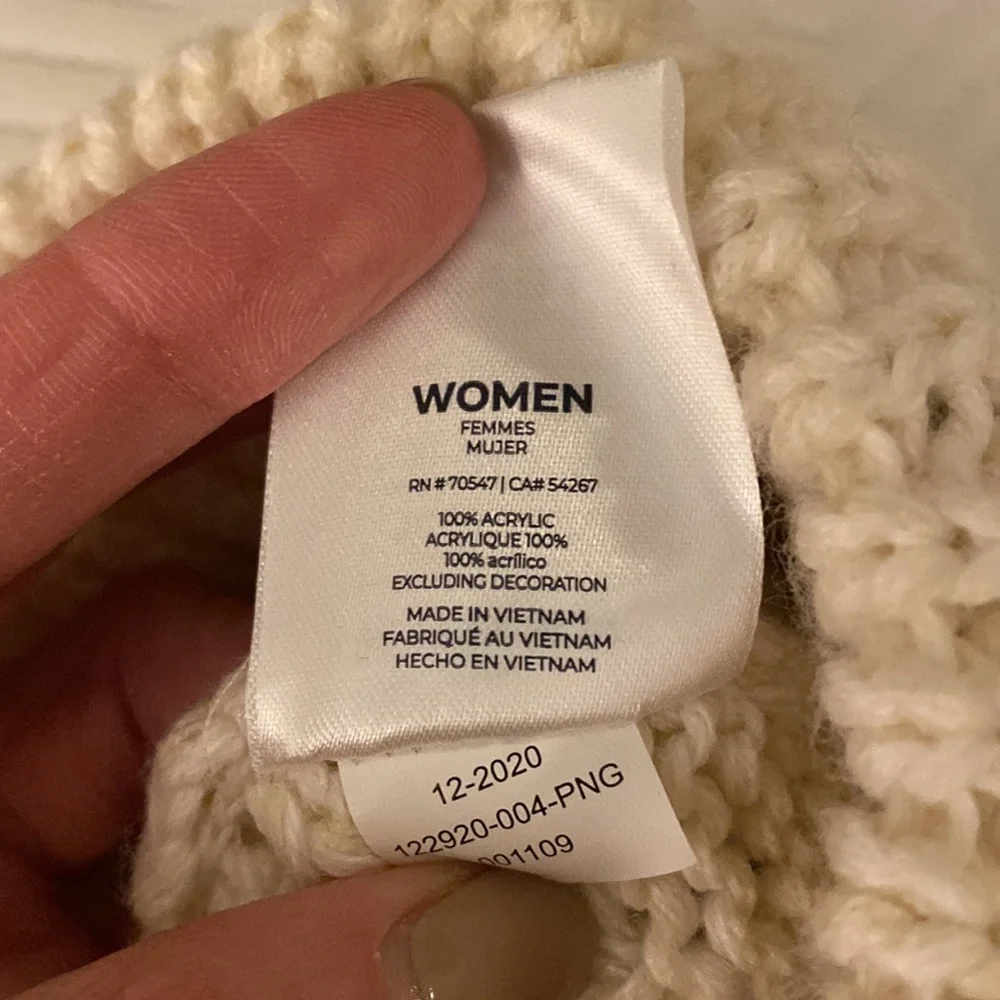 WOMEN
FEMMES
MUJER
RN # 70547 | CA# 54267
100% ACRYLIC
ACRYLIQUE 100%
100% acrílico
EXCLUDING DECORATION
MADE IN VIETNAM
FABRIQUÉ AU VIETNAM
HECHO EN VIETNAM
12-2020
122920-004-PNG
001109